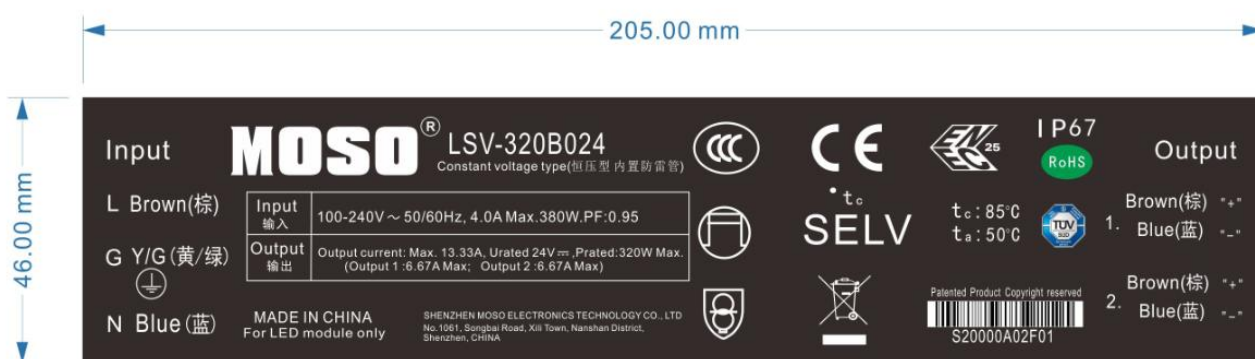 205.00 mm
46.00 mm
Input
MOSO®
LSV-320B024
Constant voltage type(恒压型 内置防雷管)
L Brown(棕)
G Y/G(黄/绿)
N Blue(蓝)
Input
输入
100-240V～50/60Hz, 4.0A Max.380W.PF:0.95
Output
输出
Output current: Max. 13.33A, Urated 24V⎓,Prated:320W Max.
(Output 1 :6.67A Max; Output 2 :6.67A Max)
MADE IN CHINA
For LED module only
SHENZHEN MOSO ELECTRONICS TECHNOLOGY CO., LTD
No.1061, Songbai Road, Xili Town, Nanshan District,
Shenzhen, CHINA
CCC
CE
ENEC 25
IP67
RoHS
tc
SELV
tc:85℃
ta:50℃
TÜV
SÜD
Patented Product Copyright reserved
S20000A02F01
Output
1. Brown(棕) "+"
Blue(蓝) "-"
2. Brown(棕) "+"
Blue(蓝) "-"